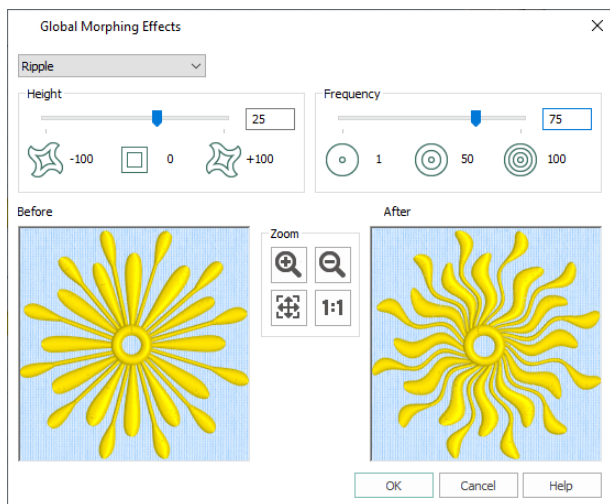 Global Morphing Effects
Ripple
Height
Frequency
25
75
-100 0 +100
1 50 100
Before
After
Zoom
1:1
OK Cancel Help